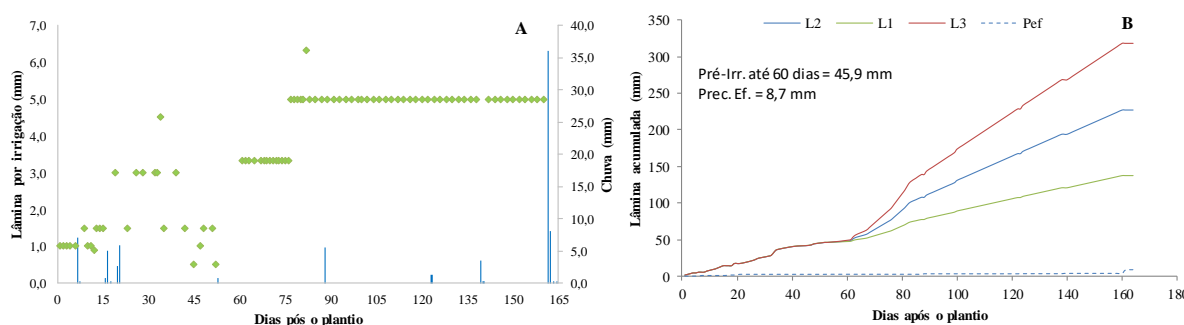 A
Lâmina por irrigação (mm)
7,0
6,0
5,0
4,0
3,0
2,0
1,0
0,0
40,0
35,0
30,0
25,0
20,0
15,0
10,0
5,0
0,0
Chuva (mm)
0 15 30 45 60 75 90 105 120 135 150 165
Dias pós o plantio
L2 L1 L3 Pef
B
Pré-Irr. até 60 dias = 45,9 mm
Prec. Ef. = 8,7 mm
Lâmina acumulada (mm)
350
300
250
200
150
100
50
0
0 20 40 60 80 100 120 140 160 180
Dias após o plantio